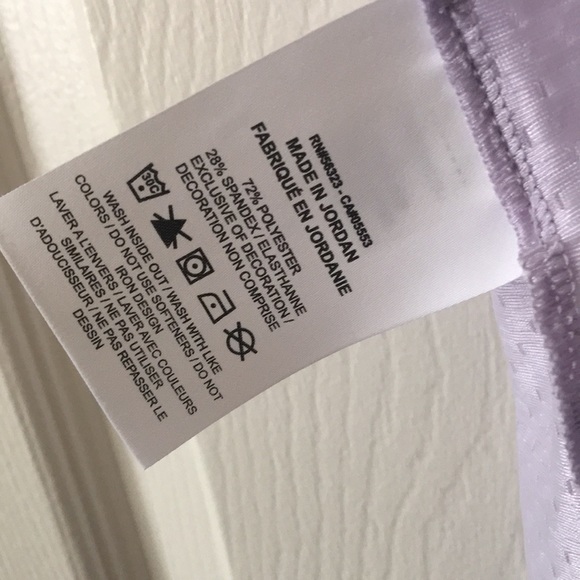 RN#56323 - CA#05553
MADE IN JORDAN
FABRIQUÉ EN JORDANIE
72% POLYESTER
28% SPANDEX / ELASTHANNE
EXCLUSIVE OF DECORATION /
DECORATION NON COMPRISE
30C
WASH INSIDE OUT / WASH WITH LIKE
COLORS / DO NOT USE SOFTENERS / DO NOT
IRON DESIGN
LAVER A L'ENVERS / LAVER AVEC COULEURS
SIMILAIRES / NE PAS UTILISER
D'ADOUCISSEUR / NE PAS REPASSER LE
DESSIN